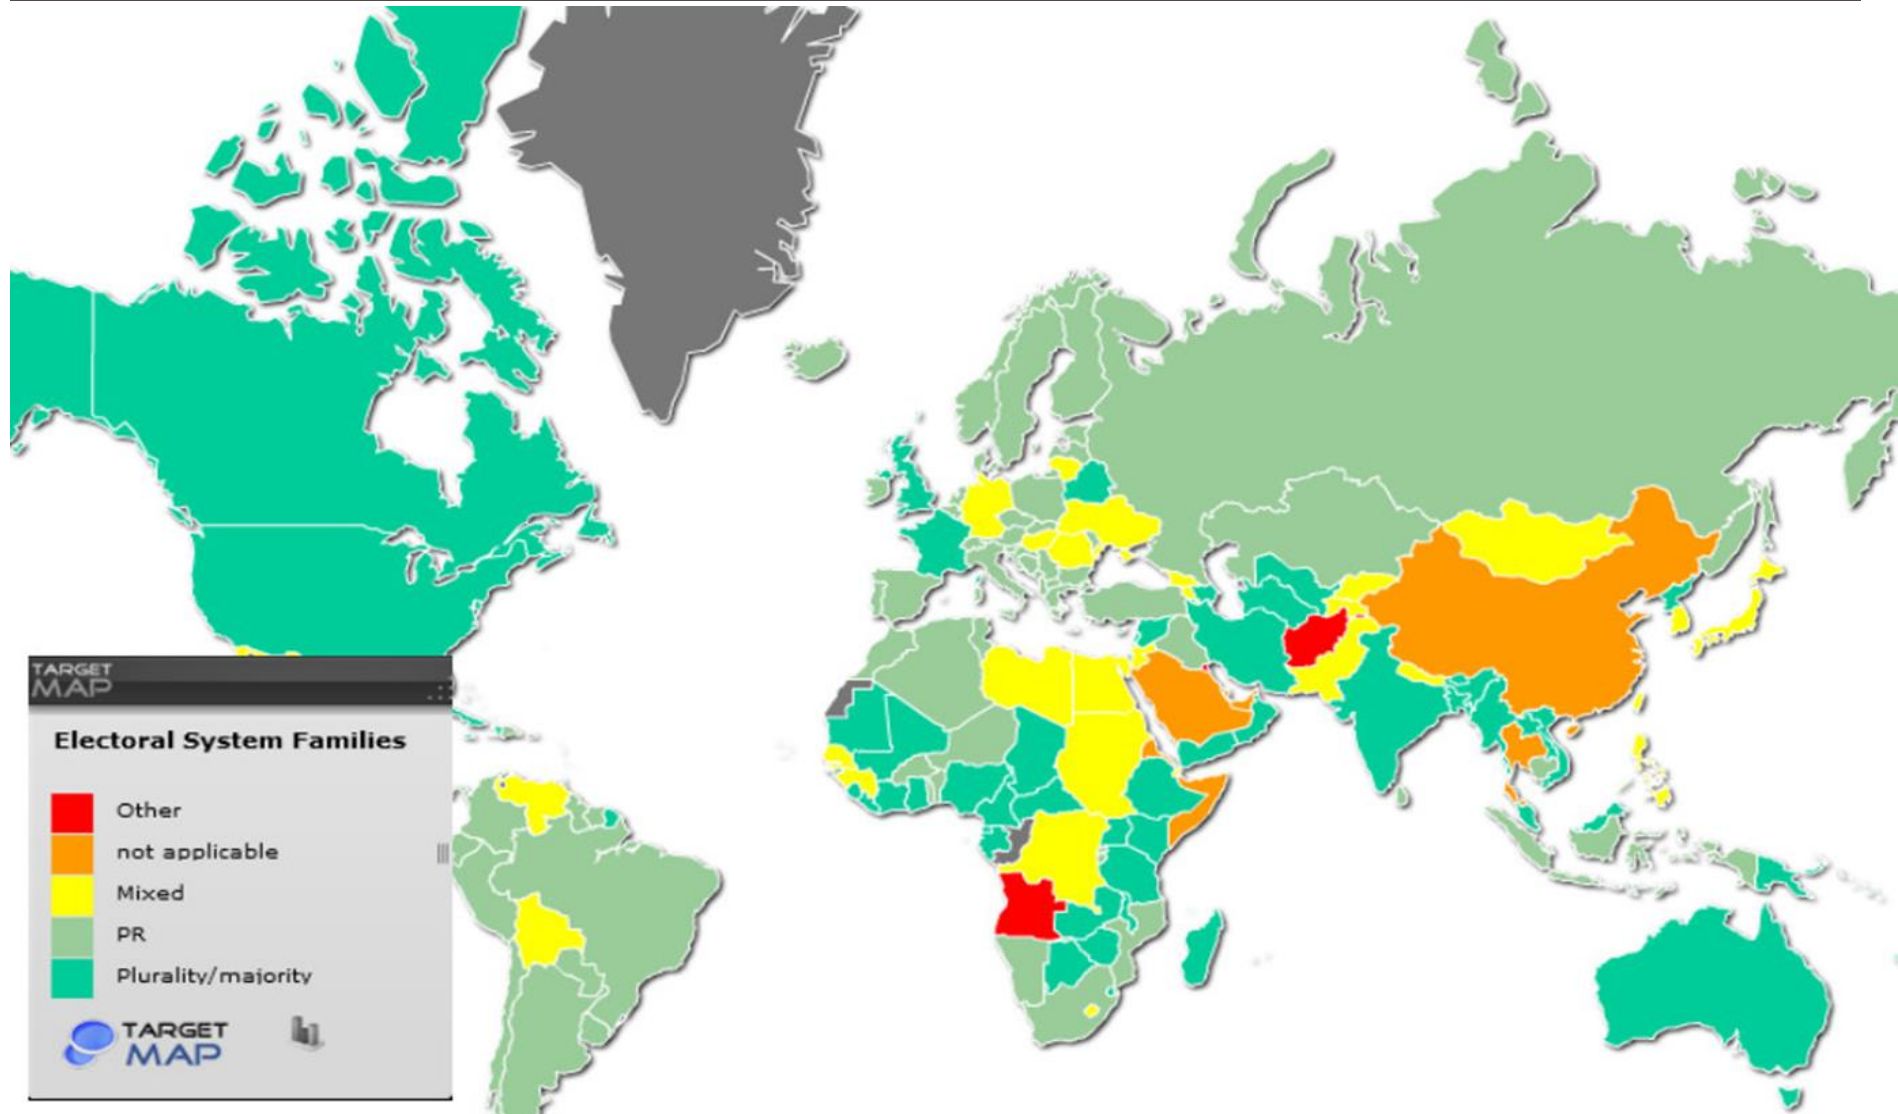 TARGET
MAP
Electoral System Families
Other
not applicable
Mixed
PR
Plurality/majority
TARGET
MAP